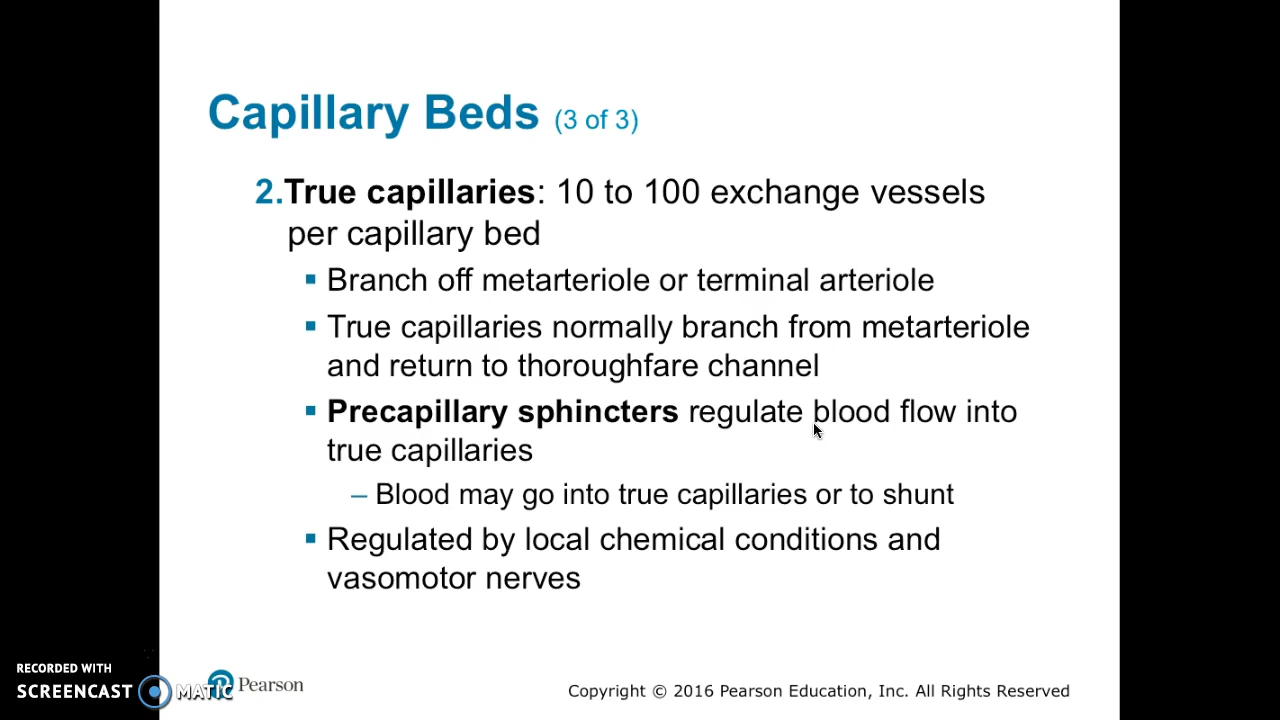 Capillary Beds (3 of 3)
2.True capillaries: 10 to 100 exchange vessels
per capillary bed
▪ Branch off metarteriole or terminal arteriole
▪ True capillaries normally branch from metarteriole
and return to thoroughfare channel
▪ Precapillary sphincters regulate blood flow into
true capillaries
– Blood may go into true capillaries or to shunt
▪ Regulated by local chemical conditions and
vasomotor nerves
RECORDED WITH
SCREENCAST MATIC
Pearson
Copyright © 2016 Pearson Education, Inc. All Rights Reserved